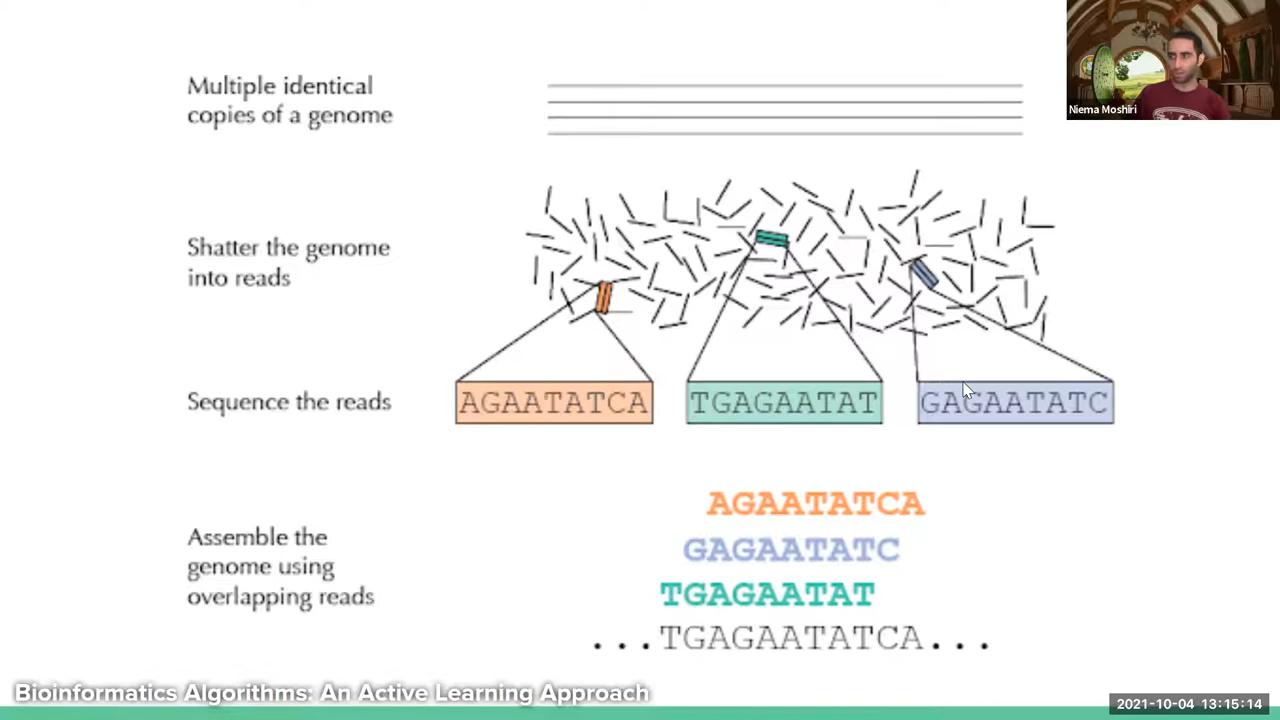 Niema Moshiri
Multiple identical
copies of a genome
Shatter the genome
into reads
Sequence the reads
AGAATATCA TGAGAATAT GAGAATATC
Assemble the
genome using
overlapping reads
AGAATATCA
GAGAATATC
TGAGAATAT
...TGAGAATATCA...
Bioinformatics Algorithms: An Active Learning Approach
2021-10-04 13:15:14